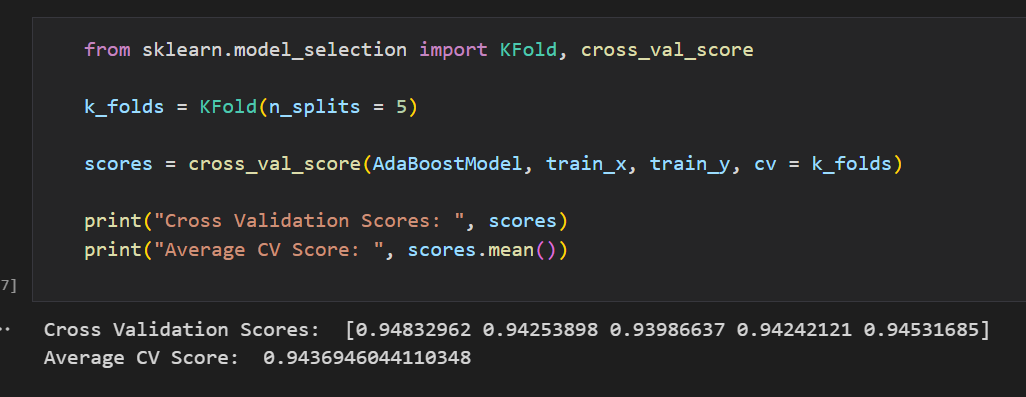 from sklearn.model_selection import KFold, cross_val_score
k_folds = KFold(n_splits = 5)
scores = cross_val_score(AdaBoostModel, train_x, train_y, cv = k_folds)
print("Cross Validation Scores: ", scores)
print("Average CV Score: ", scores.mean())
7]
Cross Validation Scores:  [0.94832962 0.94253898 0.93986637 0.94242121 0.94531685]
Average CV Score:  0.9436946044110348